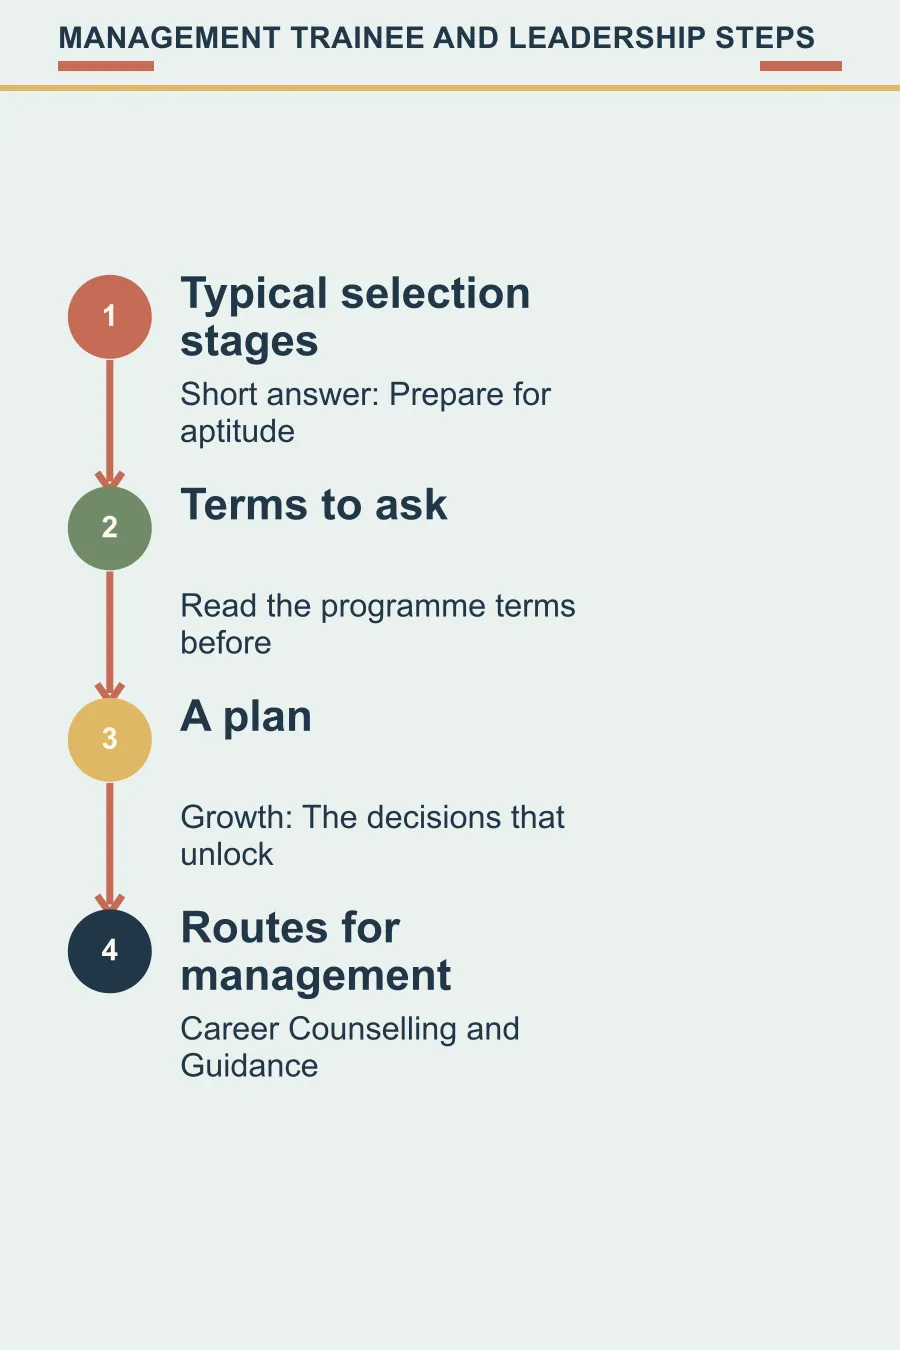 MANAGEMENT TRAINEE AND LEADERSHIP STEPS
1
Typical selection
stages
Short answer: Prepare for
aptitude
2
Terms to ask
Read the programme terms
before
3
A plan
Growth: The decisions that
unlock
4
Routes for
management
Career Counselling and
Guidance